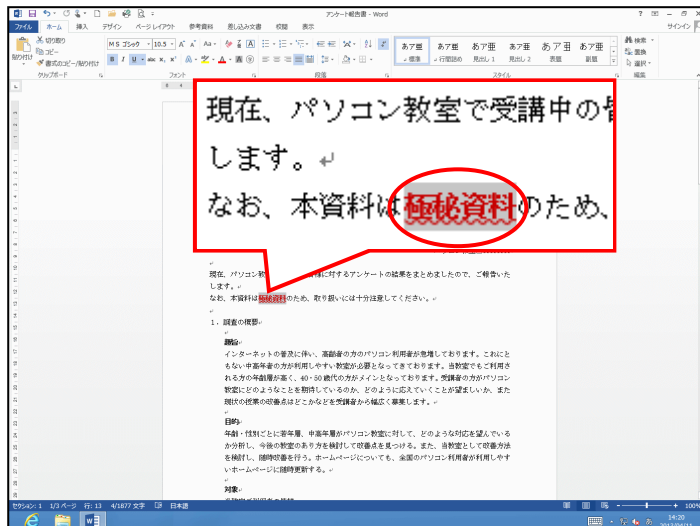 アンケート報告書 - Word
サインイン
ファイル ホーム 挿入 デザイン ページ レイアウト 参考資料 差し込み文書 校閲 表示
貼り付け
切り取り
コピー
書式のコピー/貼り付け
MS ゴシック 10.5
あア亜 あア亜 あア亜 あア亜 あア亜 あア亜
標準 行間詰め 見出し 1 見出し 2 表題 副題
検索
置換
選択
クリップボード フォント 段落 スタイル 編集
現在、パソコン教室で受講中の
します。
なお、本資料は極秘資料のため、
現在、パソコン教 様に対するアンケートの結果をまとめましたので、ご報告いた
します。
なお、本資料は極秘資料のため、取り扱いには十分注意してください。
1．調査の概要
インターネットの普及に伴い、高齢者の方のパソコン利用者が急増しております。これにと
もない中高年者の方が利用しやすい教室が必要となってきております。当教室でもご利用さ
れる方の年齢層が高く、40・50歳代の方がメインとなっております。受講者の方がパソコン
教室にどのようなことを期待しているのか、どのように応えていくことが望ましいか、また
現状の授業の改善点はどこかなどを受講者から幅広く募集します。
目的
年齢・性別ごとに若年層、中高年層がパソコン教室に対して、どのような対応を望んでいる
か分析し、今後の教室のあり方を検討して改善点を見つける。また、当教室として改善方法
を検討し、随時改善を行う。ホームページについても、全国のパソコン利用者が利用しやす
いホームページに随時更新する。
対象
セクション: 1 1/3 ページ 行: 13 4/1877 文字 日本語
100%
14:20